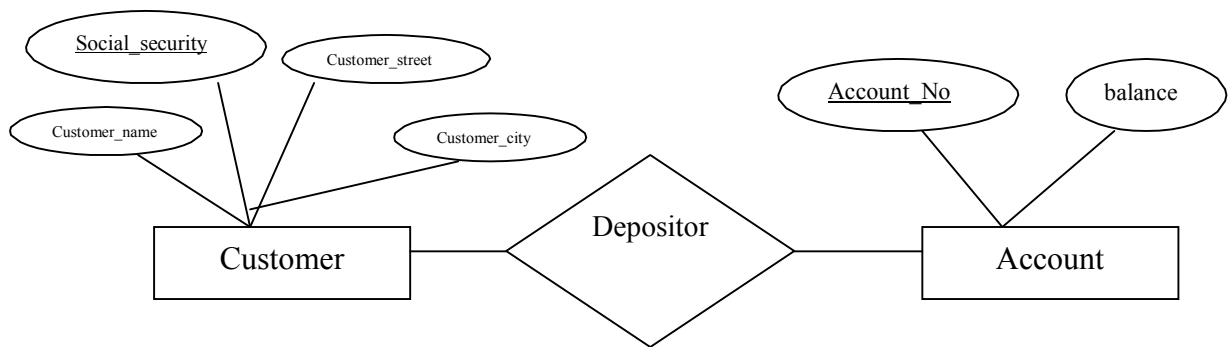 Social_security
Customer_street
Customer_name
Customer_city
Account_No
balance
Customer
Depositor
Account